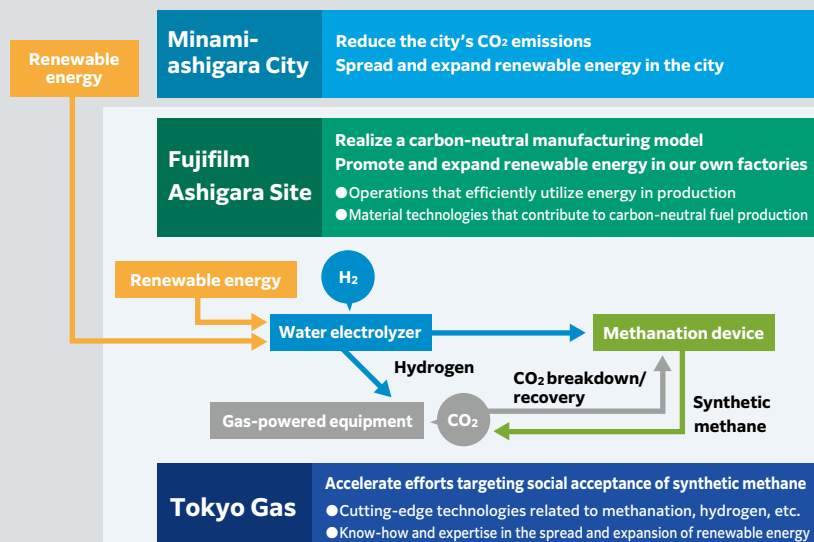 Renewable
energy
Minami-
ashigara City
Reduce the city's CO₂ emissions
Spread and expand renewable energy in the city
Fujifilm
Ashigara Site
Realize a carbon-neutral manufacturing model
Promote and expand renewable energy in our own factories
●Operations that efficiently utilize energy in production
●Material technologies that contribute to carbon-neutral fuel production
H₂
Renewable energy
Water electrolyzer
Methanation device
Hydrogen
CO₂ breakdown/
recovery
Gas-powered equipment
CO₂
Synthetic
methane
Tokyo Gas
Accelerate efforts targeting social acceptance of synthetic methane
●Cutting-edge technologies related to methanation, hydrogen, etc.
●Know-how and expertise in the spread and expansion of renewable energy